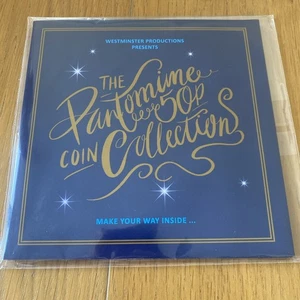 WESTMINSTER PRODUCTIONS
PRESENTS
THE
Pantomime
50P
COIN Collection
MAKE YOUR WAY INSIDE ...